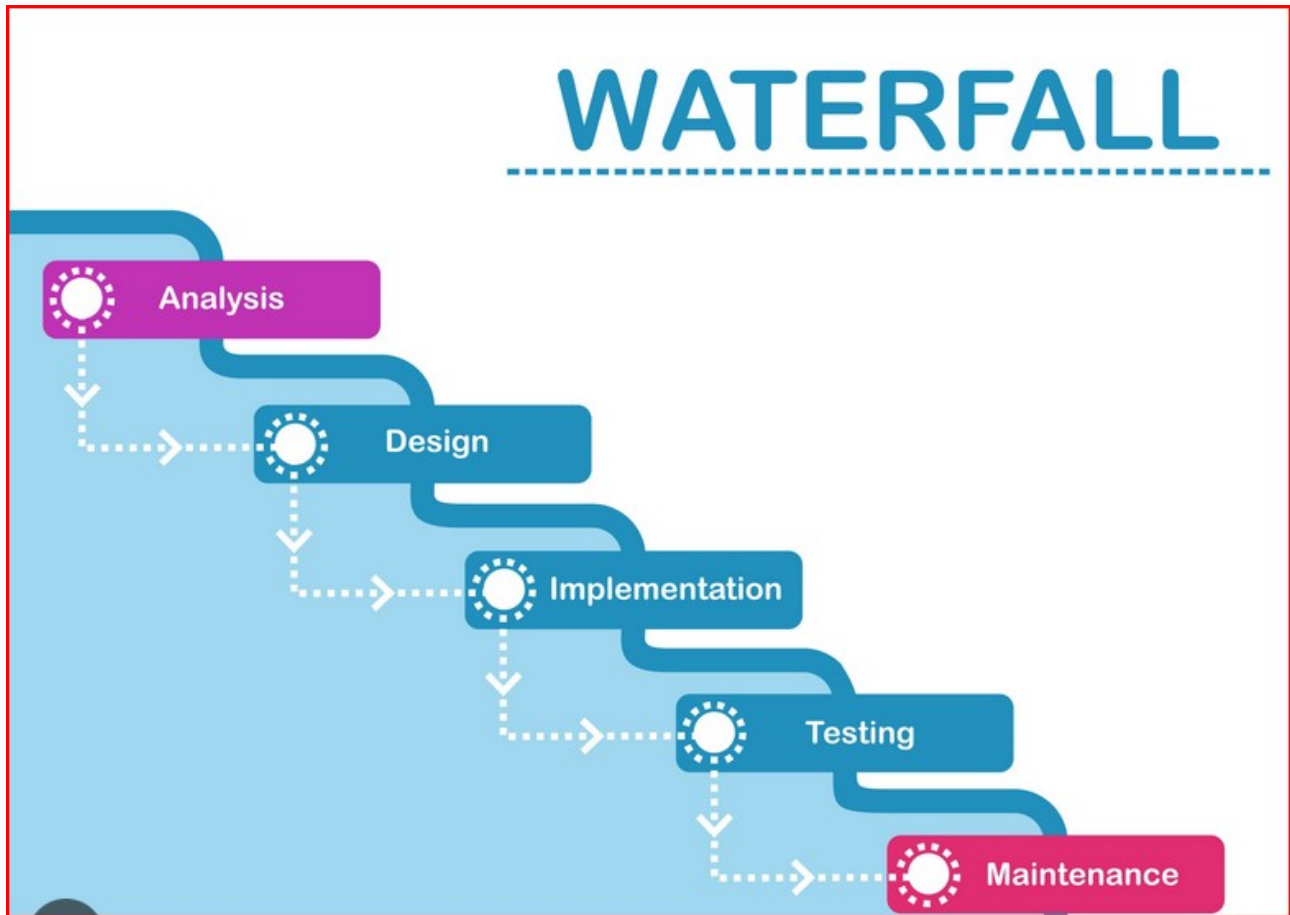 WATERFALL
Analysis
Design
Implementation
Testing
Maintenance